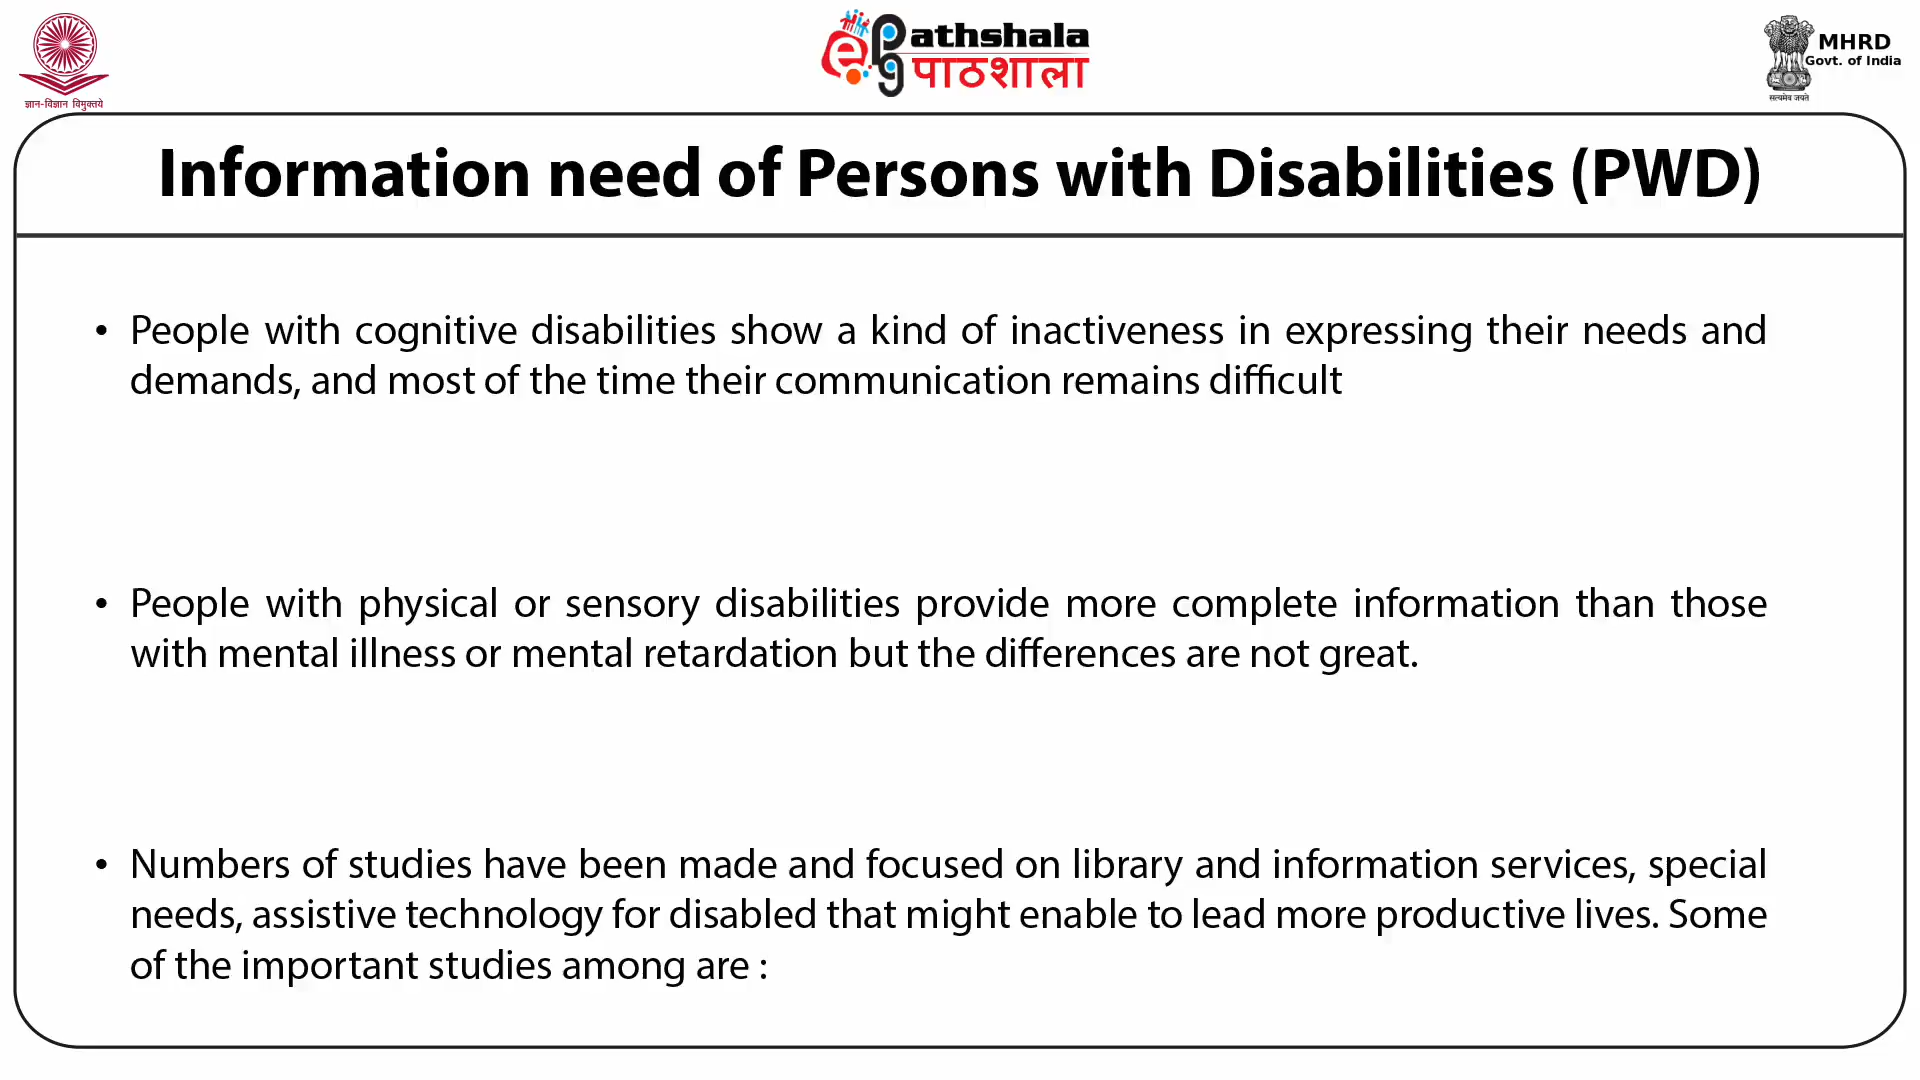 ज्ञान-विज्ञान विमुक्तये
ePg athshala
पाठशाला
MHRD
Govt. of India
सत्यमेव जयते
Information need of Persons with Disabilities (PWD)
• People with cognitive disabilities show a kind of inactiveness in expressing their needs and
demands, and most of the time their communication remains difficult
• People with physical or sensory disabilities provide more complete information than those
with mental illness or mental retardation but the differences are not great.
• Numbers of studies have been made and focused on library and information services, special
needs, assistive technology for disabled that might enable to lead more productive lives. Some
of the important studies among are :